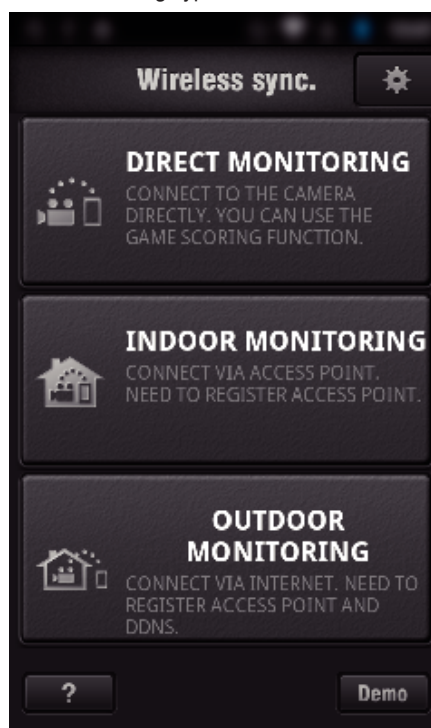 Wireless sync.
DIRECT MONITORING
CONNECT TO THE CAMERA
DIRECTLY. YOU CAN USE THE
GAME SCORING FUNCTION.
INDOOR MONITORING
CONNECT VIA ACCESS POINT.
NEED TO REGISTER ACCESS POINT.
OUTDOOR
MONITORING
CONNECT VIA INTERNET. NEED TO
REGISTER ACCESS POINT AND
DDNS.
?
Demo